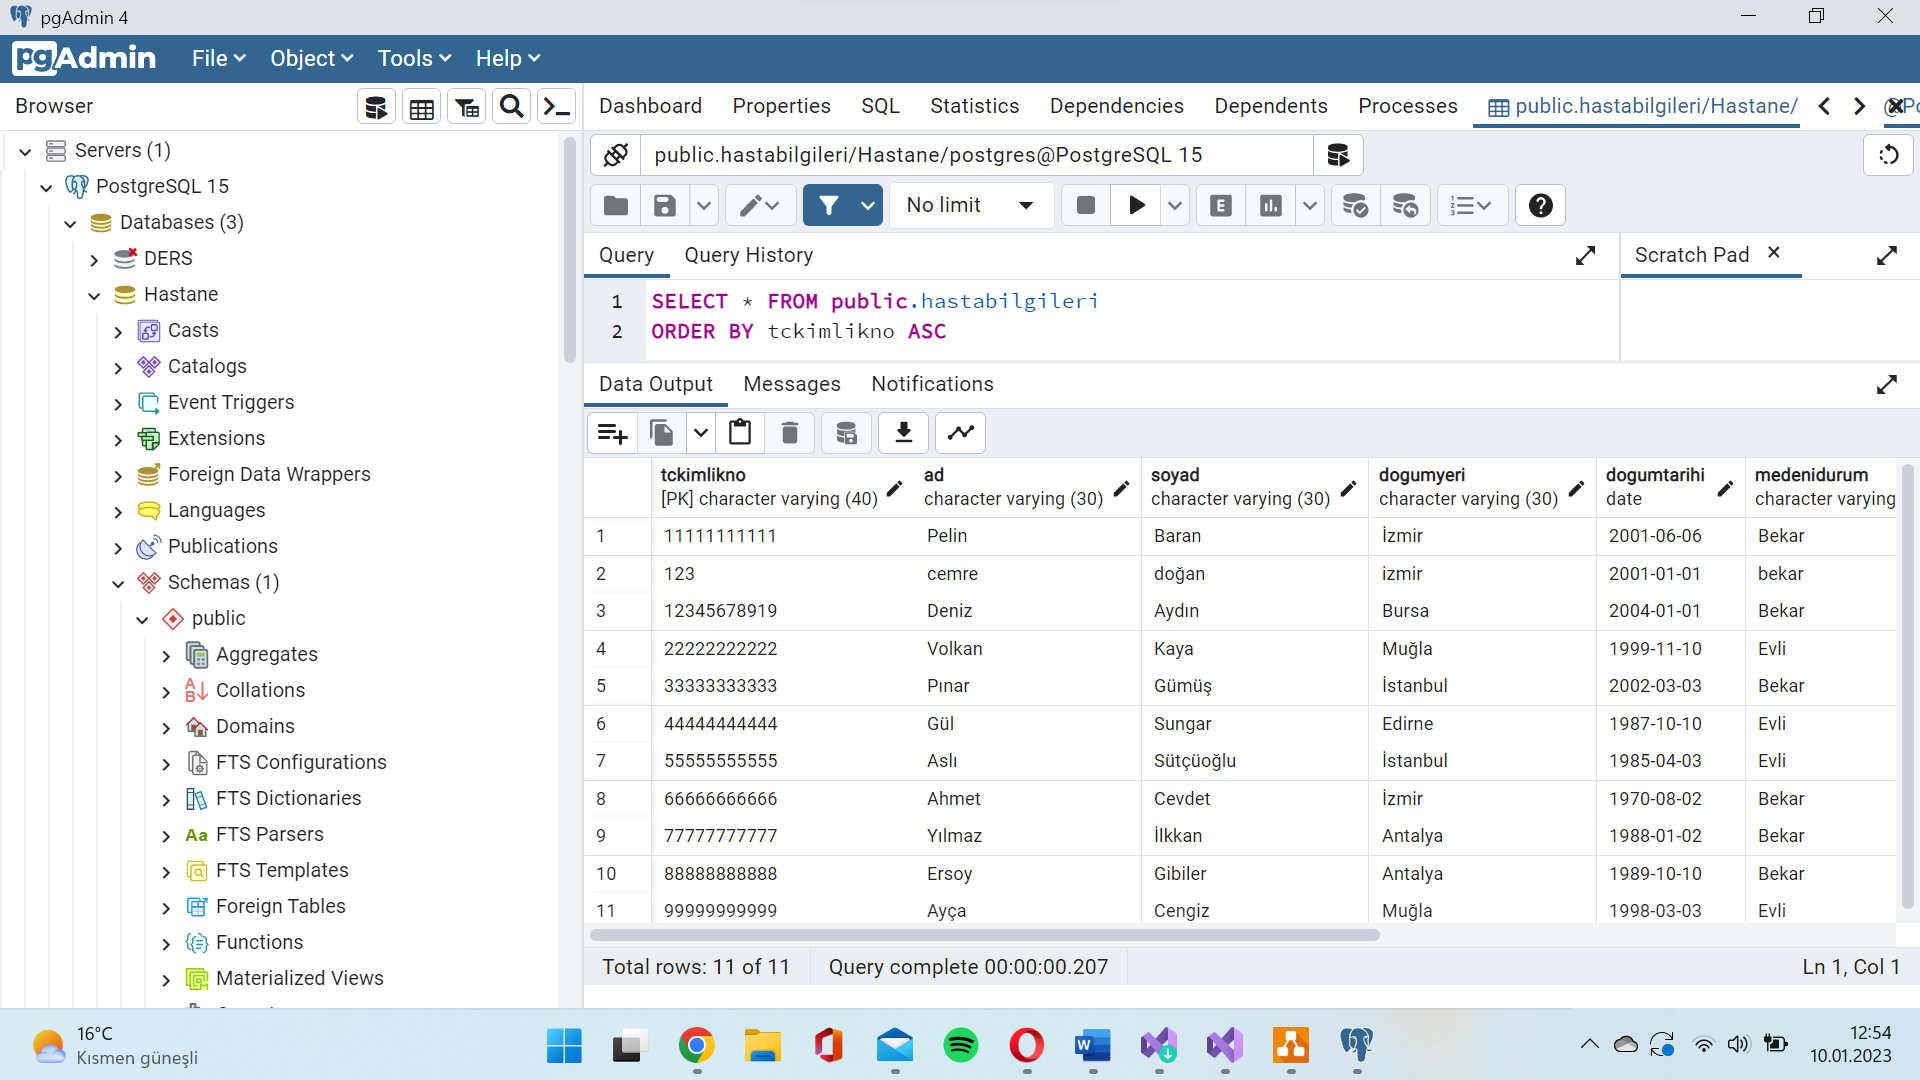 pgAdmin 4
pgAdmin File Object Tools Help
Browser
Dashboard Properties SQL Statistics Dependencies Dependents Processes public.hastabilgileri/Hastane/
Servers (1)
PostgreSQL 15
Databases (3)
DERS
Hastane
Casts
Catalogs
Event Triggers
Extensions
Foreign Data Wrappers
Languages
Publications
Schemas (1)
public
Aggregates
Collations
Domains
FTS Configurations
FTS Dictionaries
Aa FTS Parsers
FTS Templates
Foreign Tables
Functions
Materialized Views
public.hastabilgileri/Hastane/postgres@PostgreSQL 15
No limit
E
Query Query History
Scratch Pad
1 SELECT * FROM public.hastabilgileri
2 ORDER BY tckimlikno ASC
Data Output Messages Notifications
tckimlikno ad soyad dogumyeri dogumtarihi medenidurum
[PK] character varying (40) character varying (30) character varying (30) character varying (30) date character varying
1 11111111111 Pelin Baran İzmir 2001-06-06 Bekar
2 123 cemre doğan izmir 2001-01-01 bekar
3 12345678919 Deniz Aydın Bursa 2004-01-01 Bekar
4 22222222222 Volkan Kaya Muğla 1999-11-10 Evli
5 33333333333 Pınar Gümüş İstanbul 2002-03-03 Bekar
6 44444444444 Gül Sungar Edirne 1987-10-10 Evli
7 55555555555 Aslı Sütçüoğlu İstanbul 1985-04-03 Evli
8 66666666666 Ahmet Cevdet İzmir 1970-08-02 Bekar
9 77777777777 Yılmaz İlkkan Antalya 1988-01-02 Bekar
10 88888888888 Ersoy Gibiler Antalya 1989-10-10 Bekar
11 99999999999 Ayça Cengiz Muğla 1998-03-03 Evli
Total rows: 11 of 11 Query complete 00:00:00.207 Ln 1, Col 1
16°C
Kısmen güneşli
12:54
10.01.2023